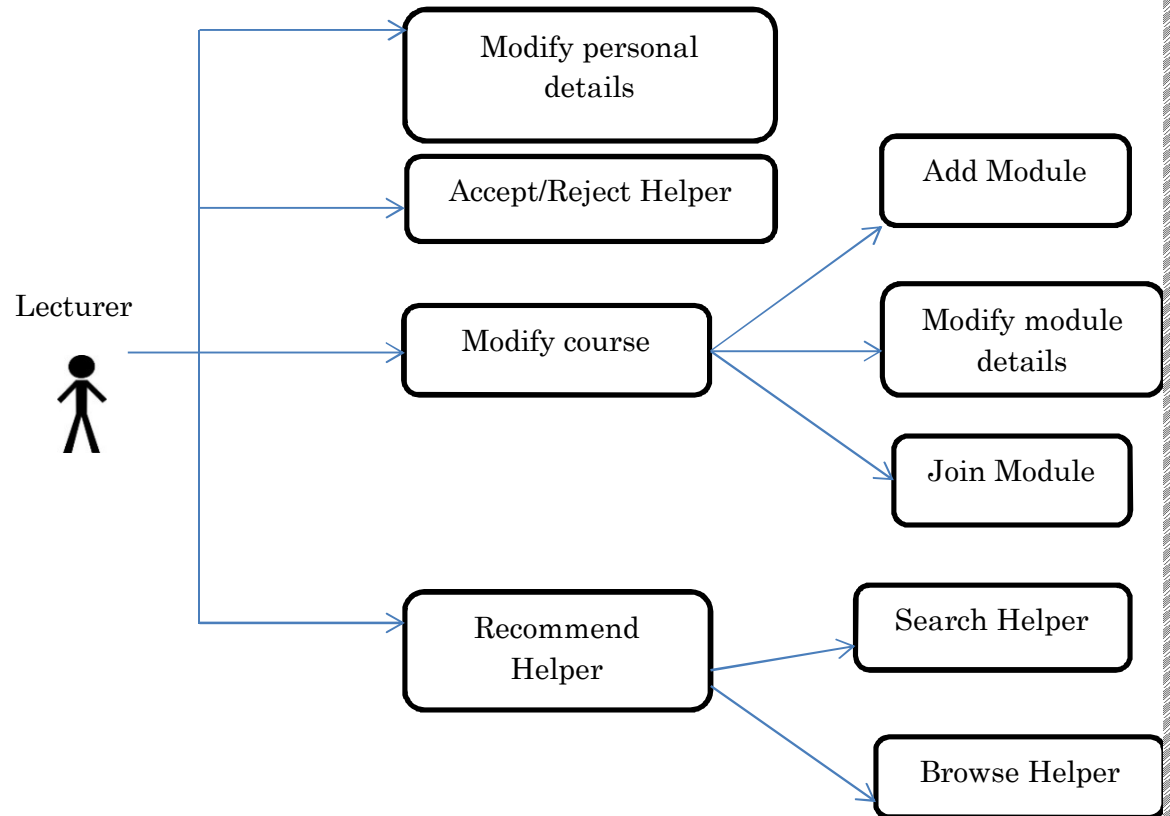 Modify personal
details
Accept/Reject Helper
Add Module
Lecturer
Modify course
Modify module
details
Join Module
Recommend
Helper
Search Helper
Browse Helper